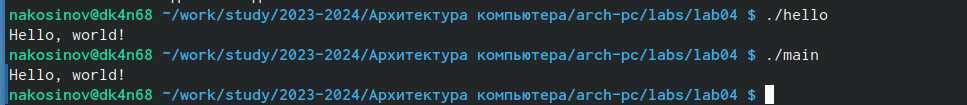 nakosinov@dk4n68 ~/work/study/2023-2024/Архитектура компьютера/arch-pc/labs/lab04 $ ./hello
Hello, world!
nakosinov@dk4n68 ~/work/study/2023-2024/Архитектура компьютера/arch-pc/labs/lab04 $ ./main
Hello, world!
nakosinov@dk4n68 ~/work/study/2023-2024/Архитектура компьютера/arch-pc/labs/lab04 $